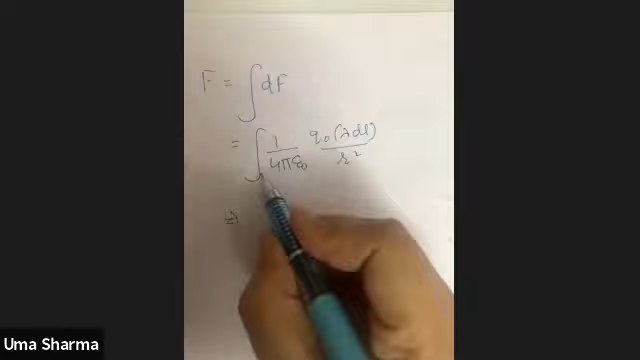 F = ∫ dF
= ∫ 1/4πε₀ q₀(λdl)/r²
⇒
Uma Sharma